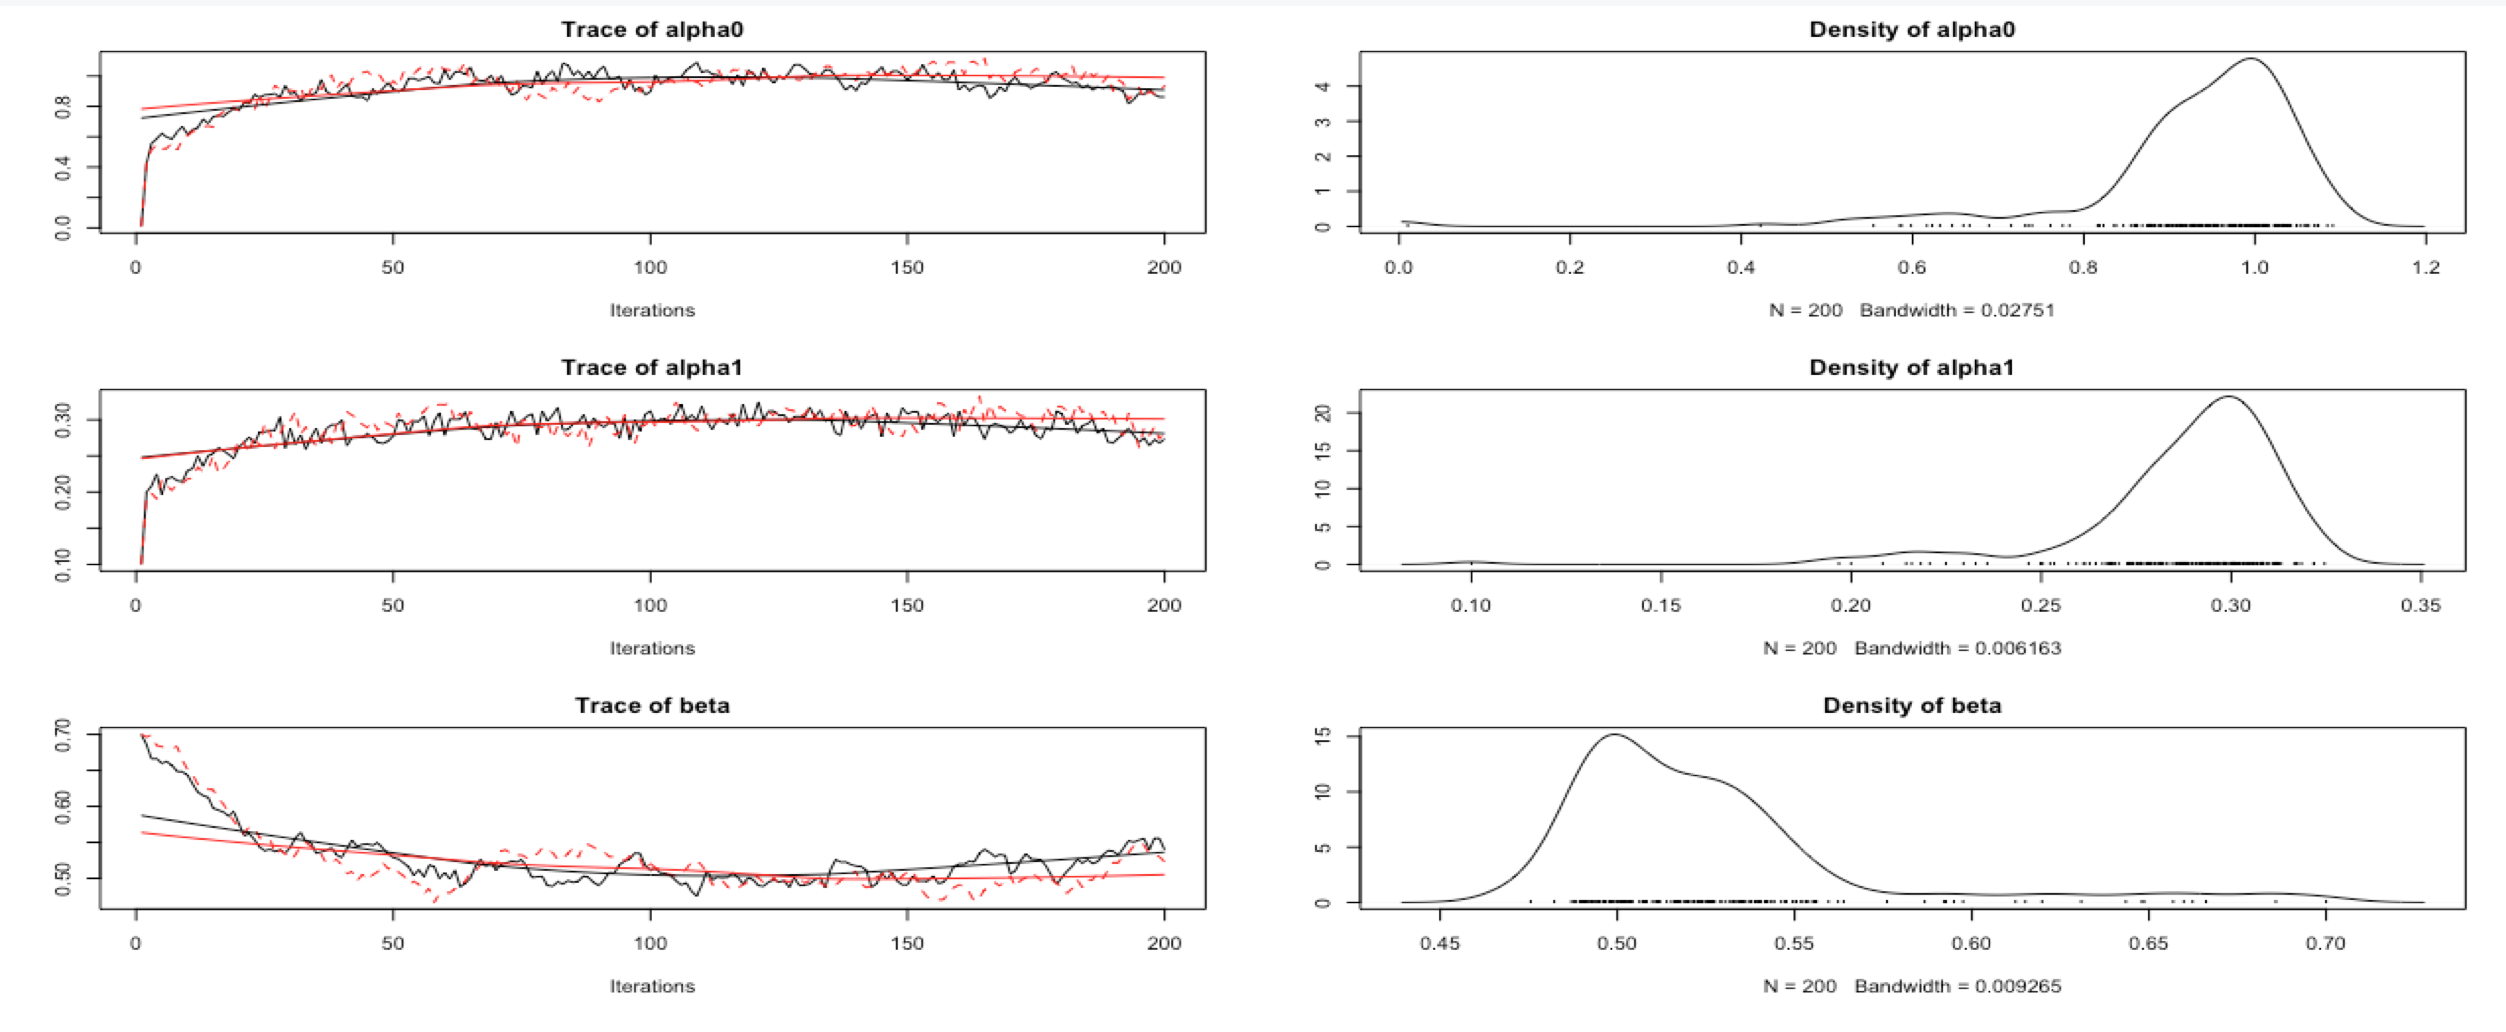 Trace of alpha0
0.0 0.4 0.8
0 50 100 150 200
Iterations
Density of alpha0
0 1 2 3 4
0.0 0.2 0.4 0.6 0.8 1.0 1.2
N = 200 Bandwidth = 0.02751
Trace of alpha1
0.10 0.20 0.30
0 50 100 150 200
Iterations
Density of alpha1
0 5 10 15 20
0.10 0.15 0.20 0.25 0.30 0.35
N = 200 Bandwidth = 0.006163
Trace of beta
0.50 0.60 0.70
0 50 100 150 200
Iterations
Density of beta
0 5 10 15
0.45 0.50 0.55 0.60 0.65 0.70
N = 200 Bandwidth = 0.009265